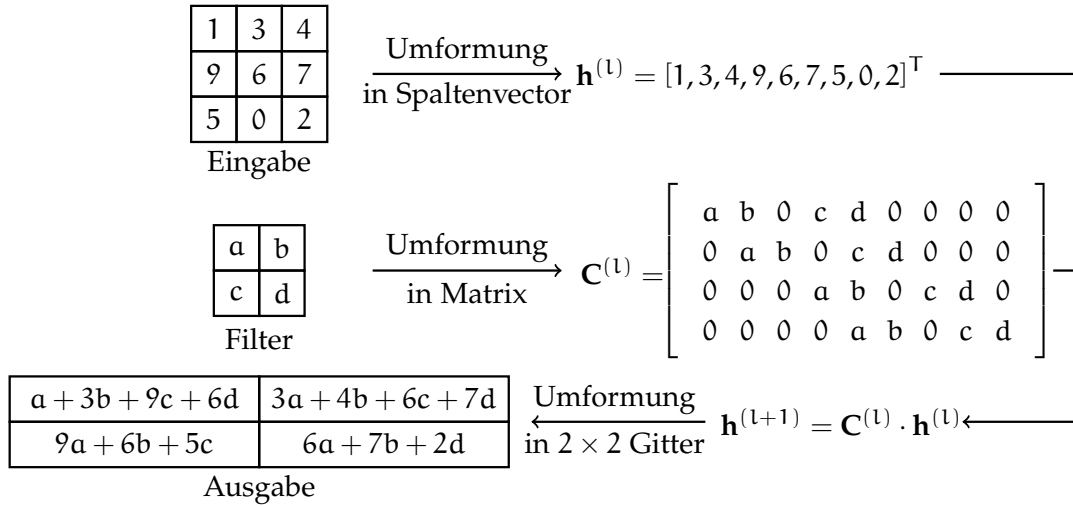 1 3 4
9 6 7
5 0 2
Eingabe
Umformung
in Spaltenvector
h^(l) = [1, 3, 4, 9, 6, 7, 5, 0, 2]^T
a b
c d
Filter
Umformung
in Matrix
C^(l) =
a b 0 c d 0 0 0 0
0 a b 0 c d 0 0 0
0 0 0 a b 0 c d 0
0 0 0 0 a b 0 c d
a + 3b + 9c + 6d 3a + 4b + 6c + 7d
9a + 6b + 5c 6a + 7b + 2d
Ausgabe
Umformung
in 2 × 2 Gitter
h^(l+1) = C^(l) · h^(l)